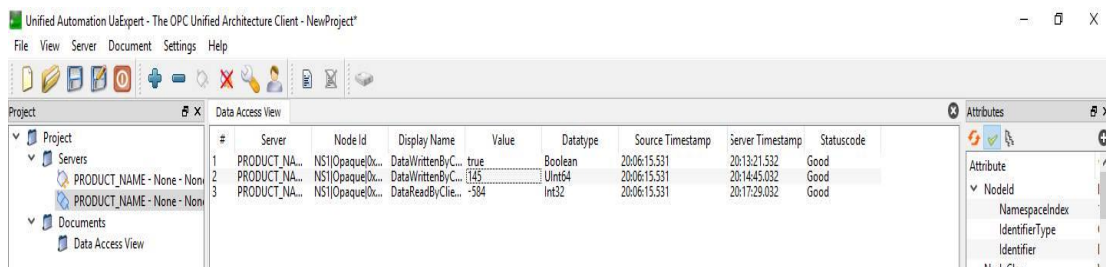 Unified Automation UaExpert - The OPC Unified Architecture Client - NewProject*
File View Server Document Settings Help
Project
Data Access View
Attributes
# Server Node Id Display Name Value Datatype Source Timestamp Server Timestamp Statuscode
1 PRODUCT_NA... NS1|Opaque|0x... DataWrittenByC... true Boolean 20:06:15.531 20:13:21.532 Good
2 PRODUCT_NA... NS1|Opaque|0x... DataWrittenByC... 145 UInt64 20:06:15.531 20:14:45.032 Good
3 PRODUCT_NA... NS1|Opaque|0x... DataReadByClie... -584 Int32 20:06:15.531 20:17:29.032 Good
Project
Servers
PRODUCT_NAME - None - Non
PRODUCT_NAME - None - Non
Documents
Data Access View
Attribute
NodeId
NamespaceIndex
IdentifierType
Identifier